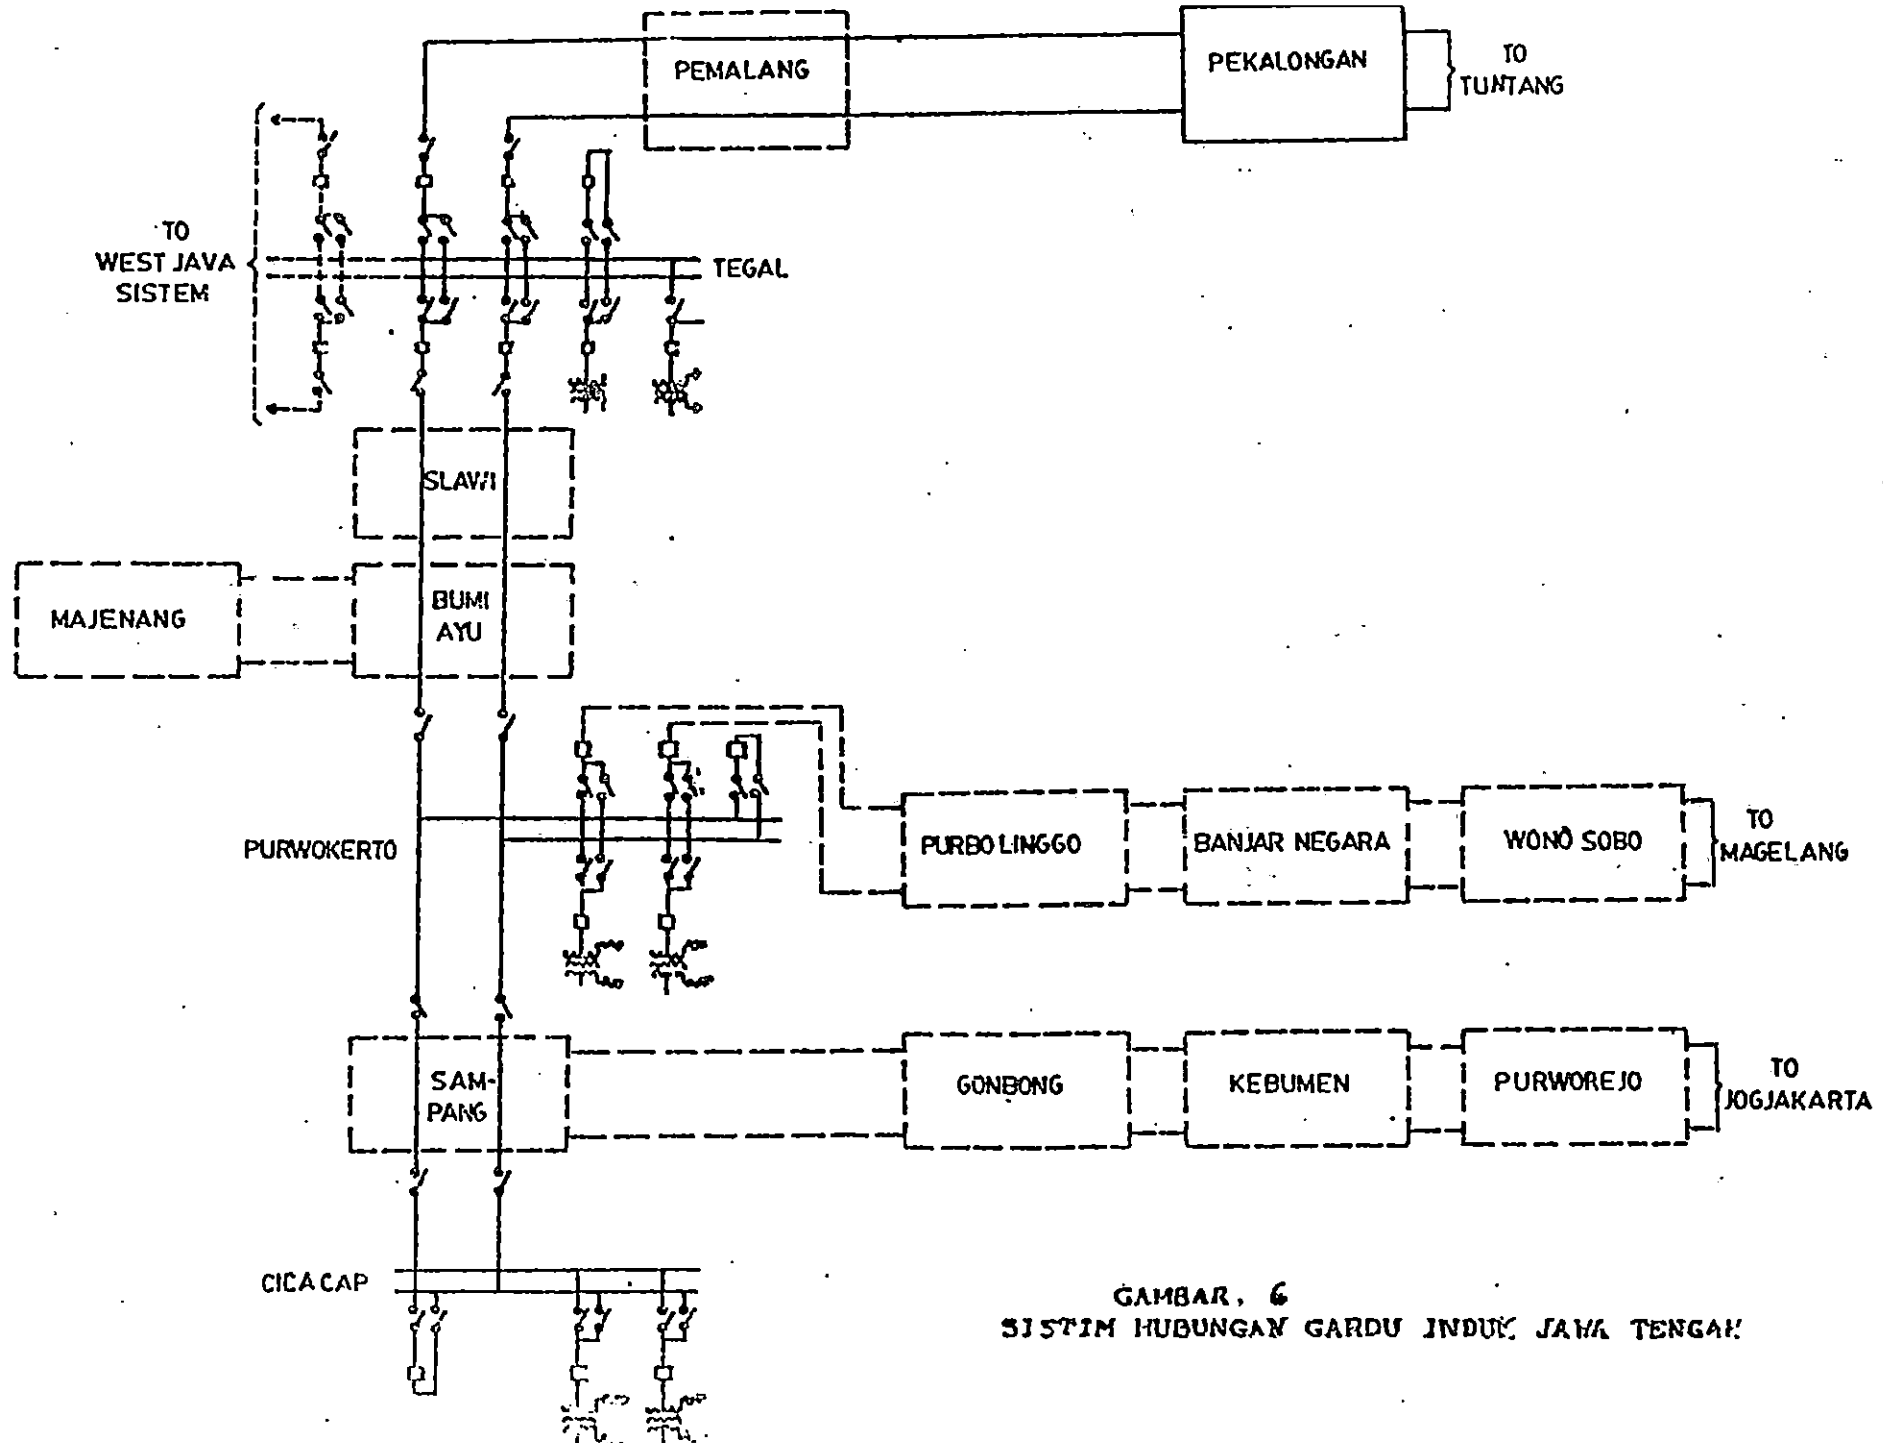 PEMALANG
PEKALONGAN
TO
TUNTANG
TO
WEST JAVA
SISTEM
TEGAL
SLAWI
MAJENANG
BUMI
AYU
PURWOKERTO
PURBOLINGGO
BANJAR NEGARA
WONO SOBO
TO
MAGELANG
SAM-
PANG
GONBONG
KEBUMEN
PURWOREJO
TO
JOGJAKARTA
CICACAP
GAMBAR. 6
SISTIM HUBUNGAN GARDU INDUK JAWA TENGAH